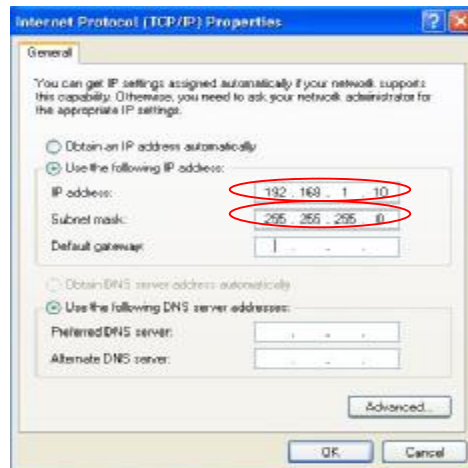 Internet Protocol (TCP/IP) Properties
General
You can get IP settings assigned automatically if your network supports
this capability. Otherwise, you need to ask your network administrator for
the appropriate IP settings.
Obtain an IP address automatically
Use the following IP address:
IP address: 192 . 168 . 1 . 10
Subnet mask: 255 . 255 . 255 . 0
Default gateway: . . .
Obtain DNS server address automatically
Use the following DNS server addresses:
Preferred DNS server: . . .
Alternate DNS server: . . .
Advanced...
OK Cancel